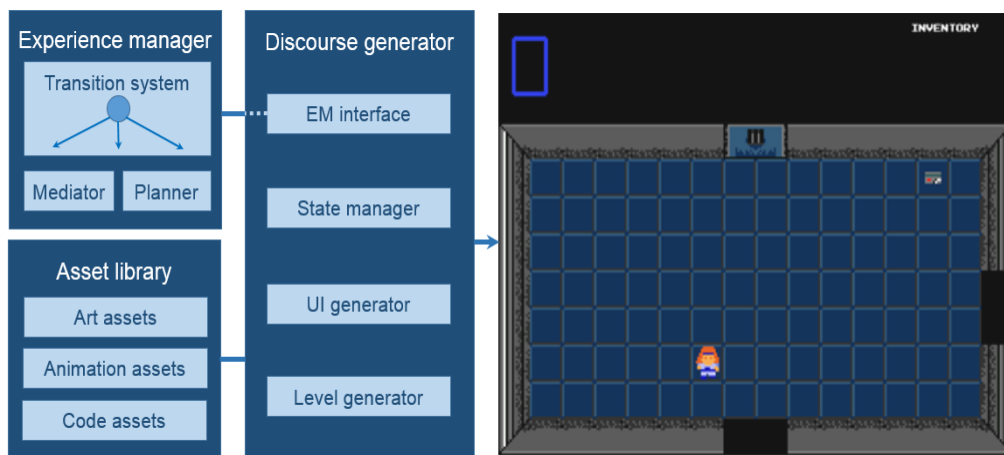 Experience manager
Transition system
Mediator
Planner
Asset library
Art assets
Animation assets
Code assets
Discourse generator
EM interface
State manager
UI generator
Level generator
INVENTORY